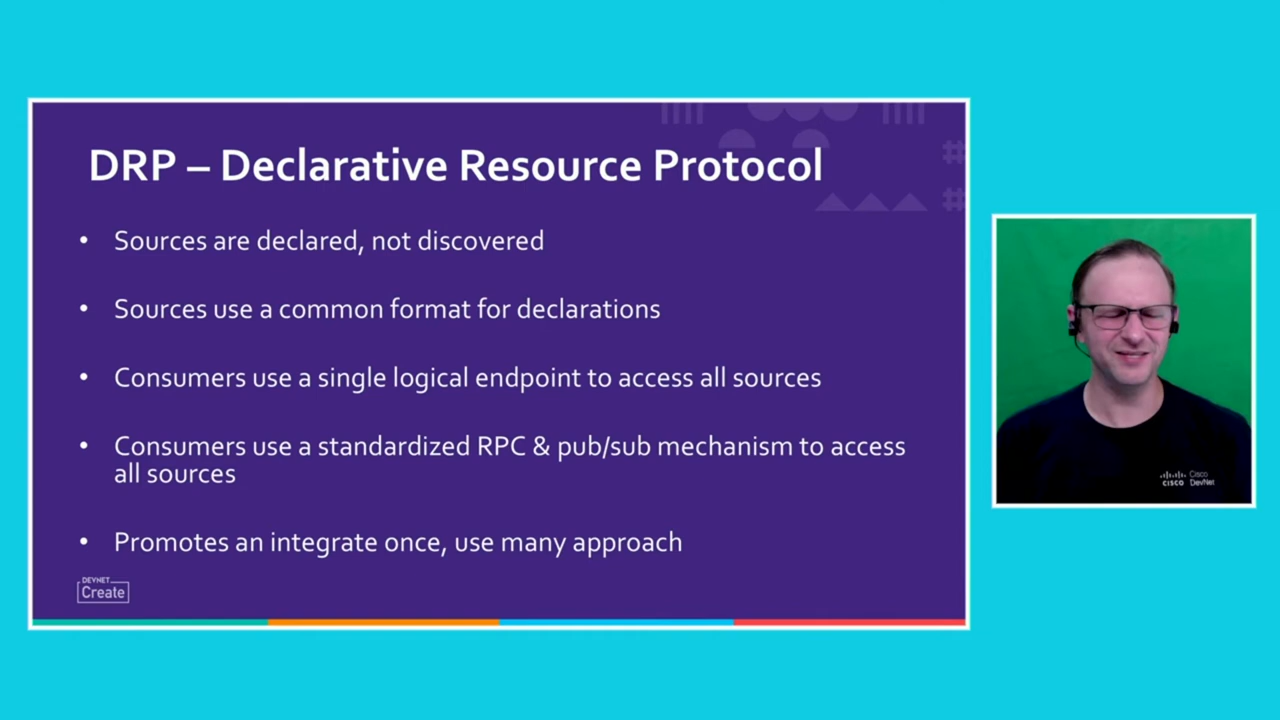 DRP – Declarative Resource Protocol
• Sources are declared, not discovered
• Sources use a common format for declarations
• Consumers use a single logical endpoint to access all sources
• Consumers use a standardized RPC & pub/sub mechanism to access
all sources
• Promotes an integrate once, use many approach
DEVNET
Create
CISCO
Cisco
DevNet